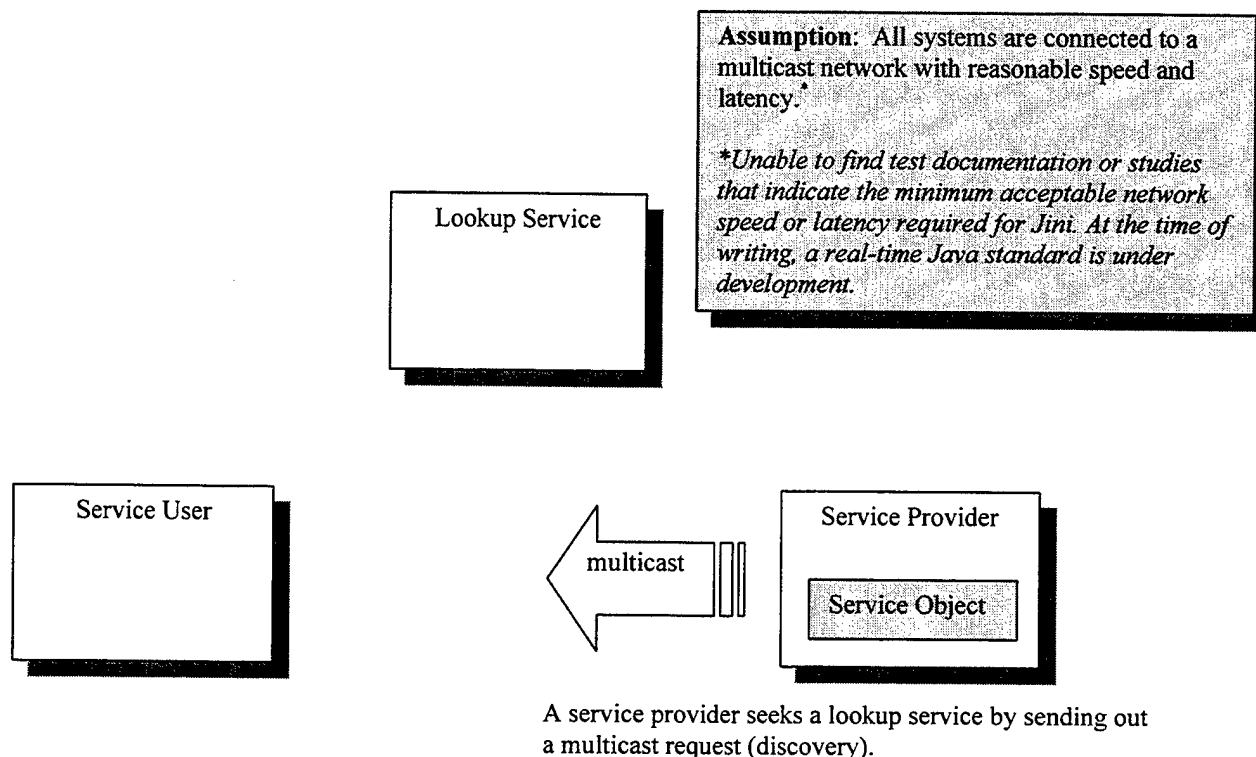 Assumption: All systems are connected to a
multicast network with reasonable speed and
latency.*
*Unable to find test documentation or studies
that indicate the minimum acceptable network
speed or latency required for Jini. At the time of
writing, a real-time Java standard is under
development.
Lookup Service
Service User
multicast
Service Provider
Service Object
A service provider seeks a lookup service by sending out
a multicast request (discovery).